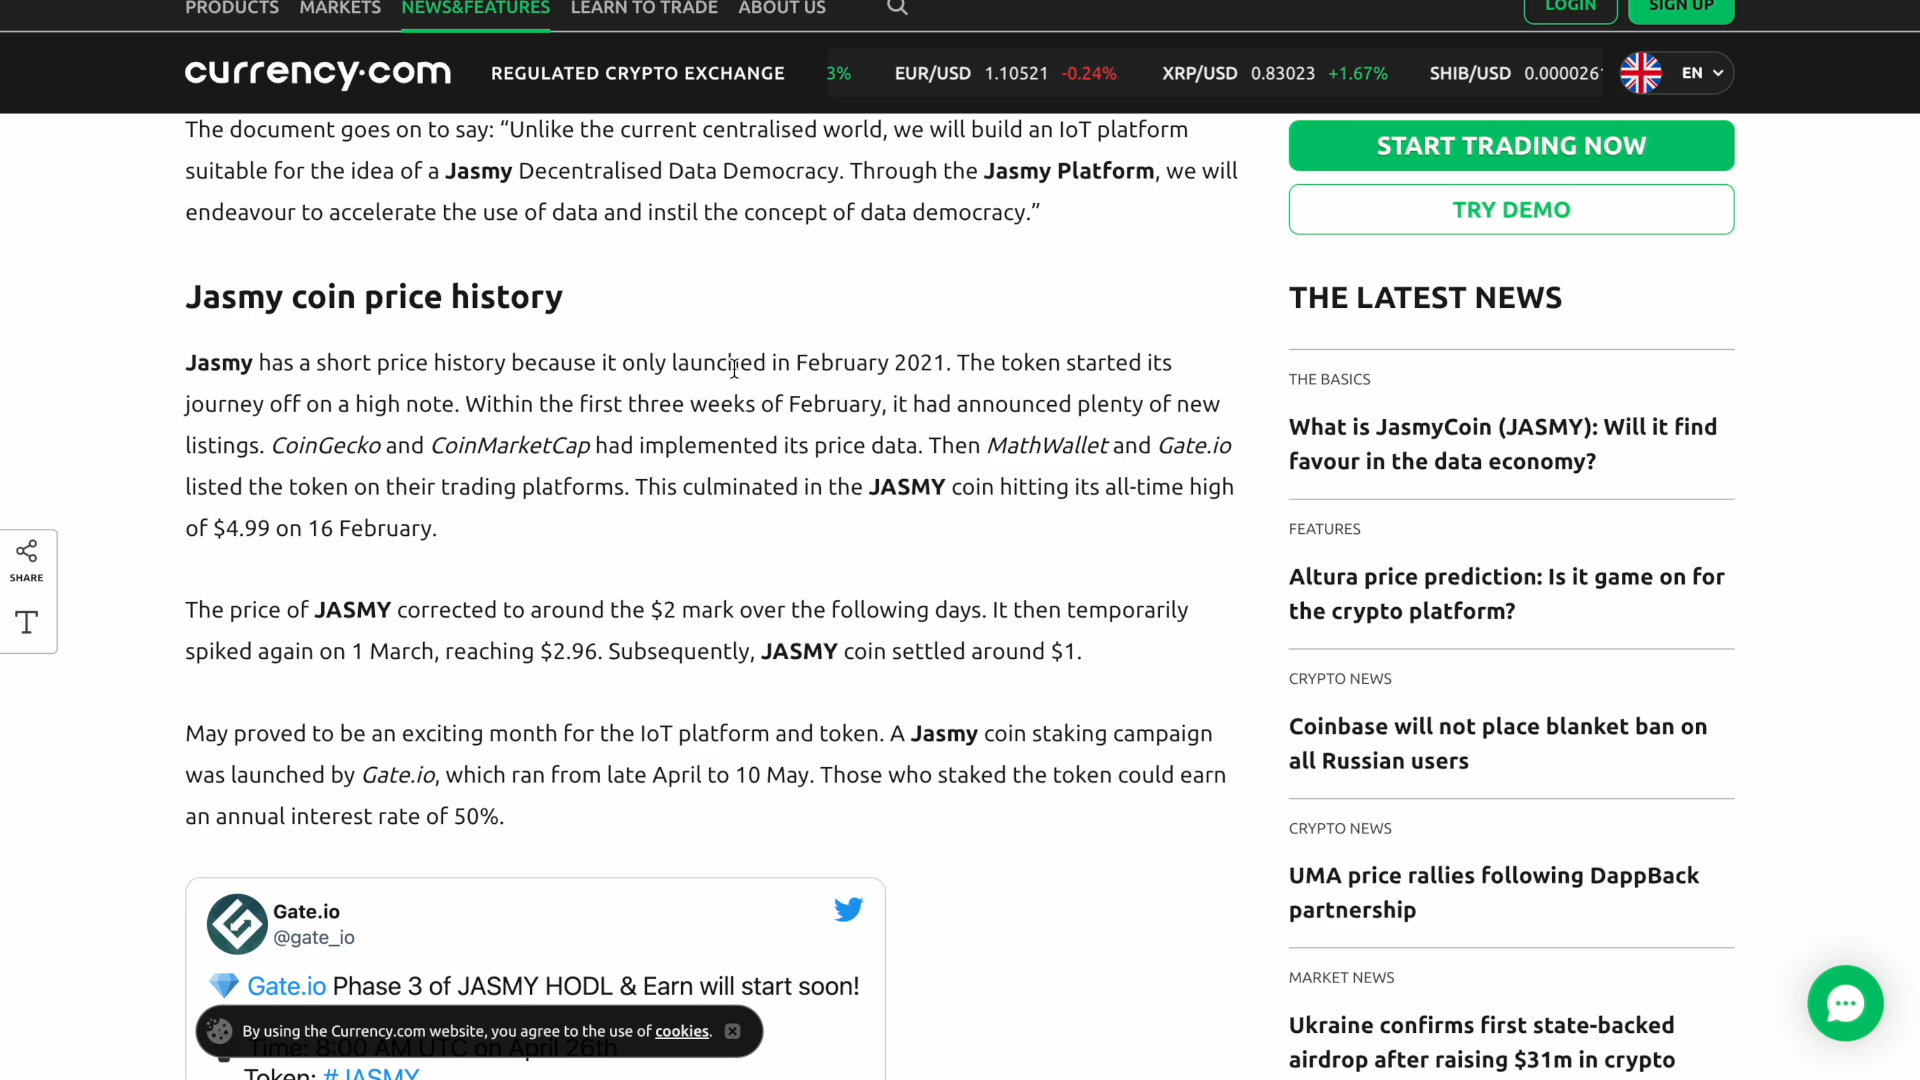 PRODUCTS MARKETS NEWS&FEATURES LEARN TO TRADE ABOUT US LOGIN SIGN UP
currency.com REGULATED CRYPTO EXCHANGE 3% EUR/USD 1.10521 -0.24% XRP/USD 0.83023 +1.67% SHIB/USD 0.000026 EN
The document goes on to say: “Unlike the current centralised world, we will build an IoT platform
suitable for the idea of a Jasmy Decentralised Data Democracy. Through the Jasmy Platform, we will
endeavour to accelerate the use of data and instil the concept of data democracy.”
Jasmy coin price history
Jasmy has a short price history because it only launched in February 2021. The token started its
journey off on a high note. Within the first three weeks of February, it had announced plenty of new
listings. CoinGecko and CoinMarketCap had implemented its price data. Then MathWallet and Gate.io
listed the token on their trading platforms. This culminated in the JASMY coin hitting its all-time high
of $4.99 on 16 February.
The price of JASMY corrected to around the $2 mark over the following days. It then temporarily
spiked again on 1 March, reaching $2.96. Subsequently, JASMY coin settled around $1.
May proved to be an exciting month for the IoT platform and token. A Jasmy coin staking campaign
was launched by Gate.io, which ran from late April to 10 May. Those who staked the token could earn
an annual interest rate of 50%.
Gate.io
@gate_io
Gate.io Phase 3 of JASMY HODL & Earn will start soon!
By using the Currency.com website, you agree to the use of cookies.
Time: 8:00 AM UTC on April 26th
Token: #JASMY
SHARE
T
START TRADING NOW
TRY DEMO
THE LATEST NEWS
THE BASICS
What is JasmyCoin (JASMY): Will it find
favour in the data economy?
FEATURES
Altura price prediction: Is it game on for
the crypto platform?
CRYPTO NEWS
Coinbase will not place blanket ban on
all Russian users
CRYPTO NEWS
UMA price rallies following DappBack
partnership
MARKET NEWS
Ukraine confirms first state-backed
airdrop after raising $31m in crypto